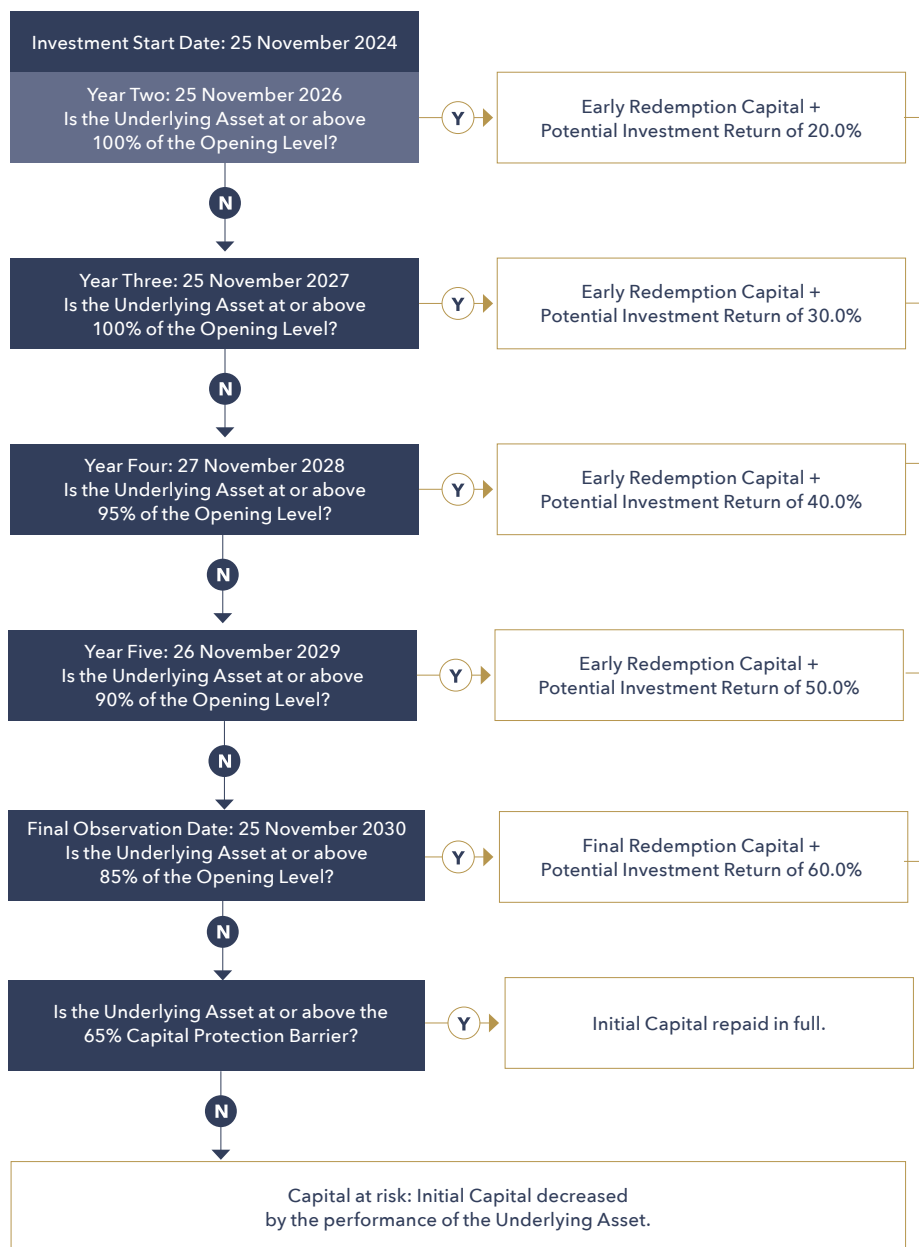 Investment Start Date: 25 November 2024
Year Two: 25 November 2026
Is the Underlying Asset at or above
100% of the Opening Level?
Y
Early Redemption Capital +
Potential Investment Return of 20.0%
N
Year Three: 25 November 2027
Is the Underlying Asset at or above
100% of the Opening Level?
Y
Early Redemption Capital +
Potential Investment Return of 30.0%
N
Year Four: 27 November 2028
Is the Underlying Asset at or above
95% of the Opening Level?
Y
Early Redemption Capital +
Potential Investment Return of 40.0%
N
Year Five: 26 November 2029
Is the Underlying Asset at or above
90% of the Opening Level?
Y
Early Redemption Capital +
Potential Investment Return of 50.0%
N
Final Observation Date: 25 November 2030
Is the Underlying Asset at or above
85% of the Opening Level?
Y
Final Redemption Capital +
Potential Investment Return of 60.0%
N
Is the Underlying Asset at or above the
65% Capital Protection Barrier?
Y
Initial Capital repaid in full.
N
Capital at risk: Initial Capital decreased
by the performance of the Underlying Asset.